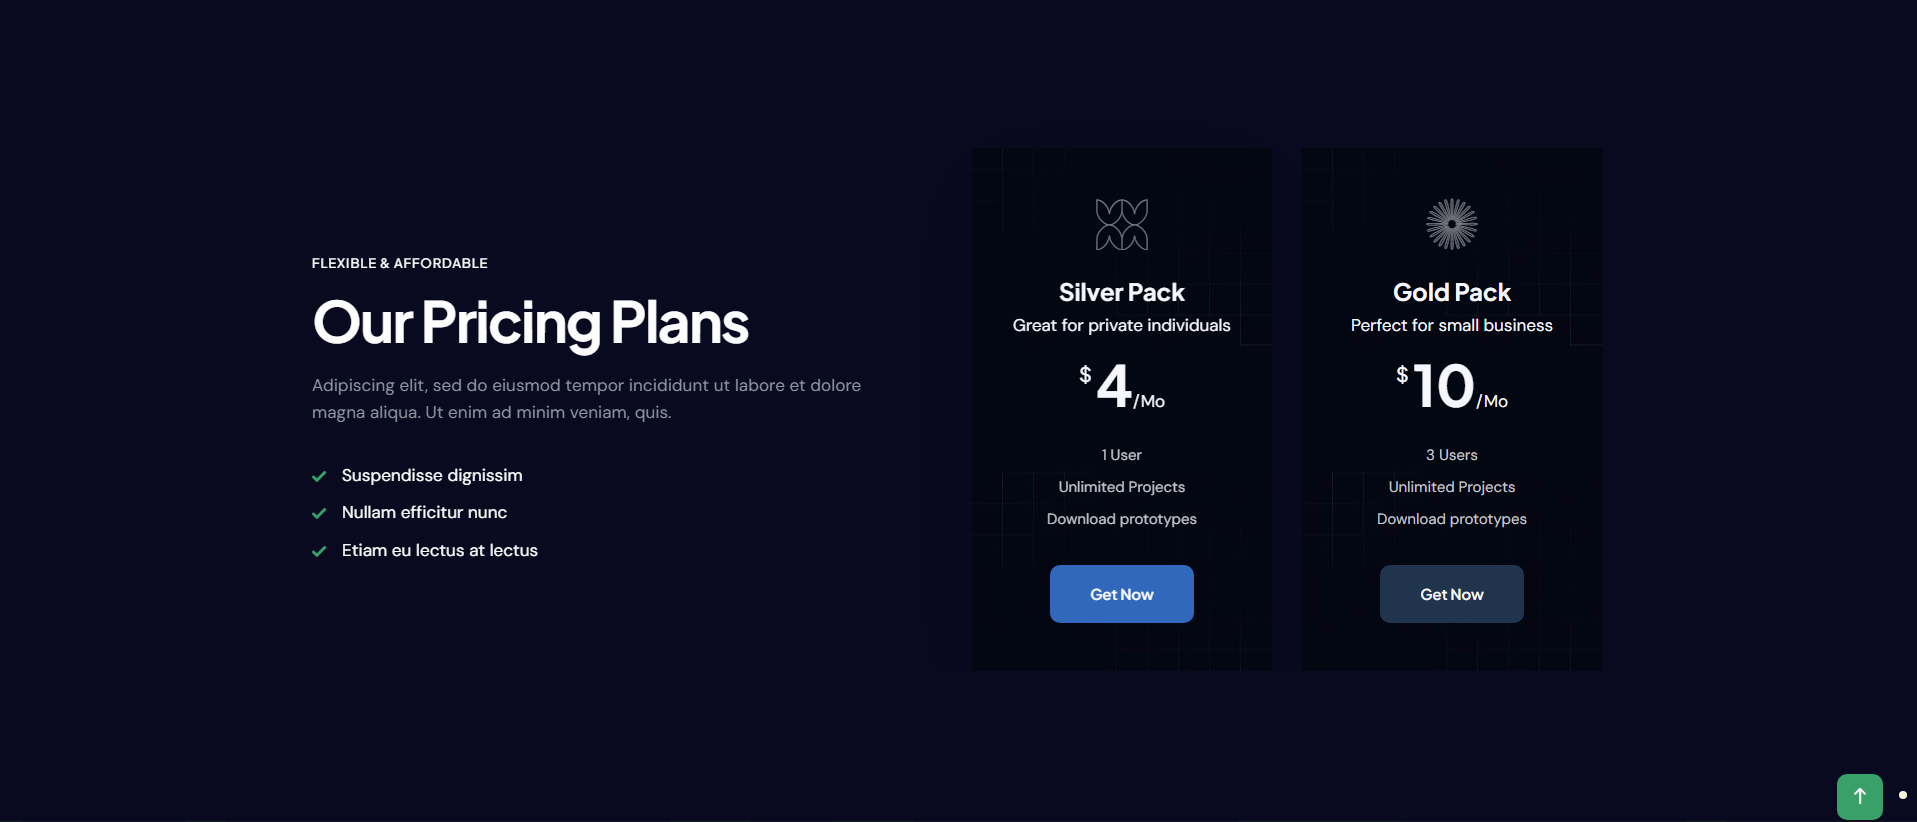 FLEXIBLE & AFFORDABLE
Our Pricing Plans
Adipiscing elit, sed do eiusmod tempor incididunt ut labore et dolore
magna aliqua. Ut enim ad minim veniam, quis.
Suspendisse dignissim
Nullam efficitur nunc
Etiam eu lectus at lectus
Silver Pack
Great for private individuals
$4/Mo
1 User
Unlimited Projects
Download prototypes
Get Now
Gold Pack
Perfect for small business
$10/Mo
3 Users
Unlimited Projects
Download prototypes
Get Now